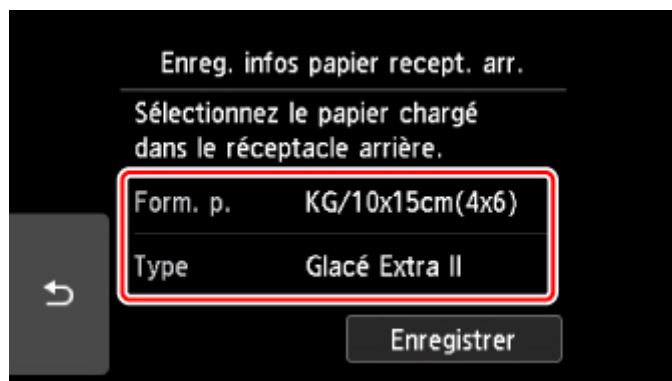 Enreg. infos papier recept. arr.
Sélectionnez le papier chargé
dans le réceptacle arrière.
Form. p. KG/10x15cm(4x6)
Type Glacé Extra II
Enregistrer